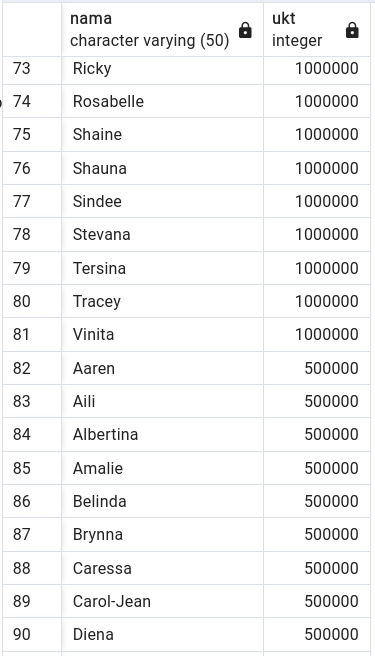 nama ukt
character varying (50) integer
73 Ricky 1000000
74 Rosabelle 1000000
75 Shaine 1000000
76 Shauna 1000000
77 Sindee 1000000
78 Stevana 1000000
79 Tersina 1000000
80 Tracey 1000000
81 Vinita 1000000
82 Aaren 500000
83 Aili 500000
84 Albertina 500000
85 Amalie 500000
86 Belinda 500000
87 Brynna 500000
88 Caressa 500000
89 Carol-Jean 500000
90 Diena 500000